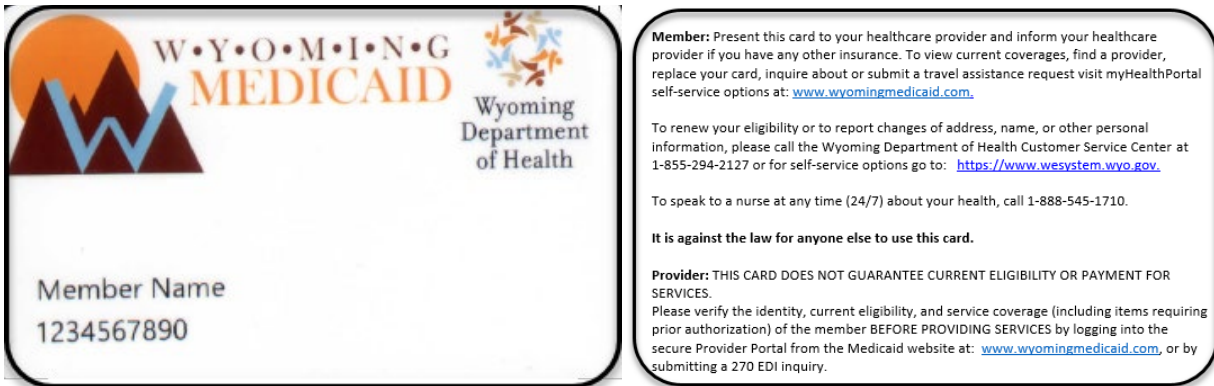 W•Y•O•M•I•N•G
MEDICAID
Wyoming
Department
of Health
Member Name
1234567890
Member: Present this card to your healthcare provider and inform your healthcare
provider if you have any other insurance. To view current coverages, find a provider,
replace your card, inquire about or submit a travel assistance request visit myHealthPortal
self-service options at: www.wyomingmedicaid.com.
To renew your eligibility or to report changes of address, name, or other personal
information, please call the Wyoming Department of Health Customer Service Center at
1-855-294-2127 or for self-service options go to: https://www.wesystem.wyo.gov.
To speak to a nurse at any time (24/7) about your health, call 1-888-545-1710.
It is against the law for anyone else to use this card.
Provider: THIS CARD DOES NOT GUARANTEE CURRENT ELIGIBILITY OR PAYMENT FOR
SERVICES.
Please verify the identity, current eligibility, and service coverage (including items requiring
prior authorization) of the member BEFORE PROVIDING SERVICES by logging into the
secure Provider Portal from the Medicaid website at: www.wyomingmedicaid.com, or by
submitting a 270 EDI inquiry.